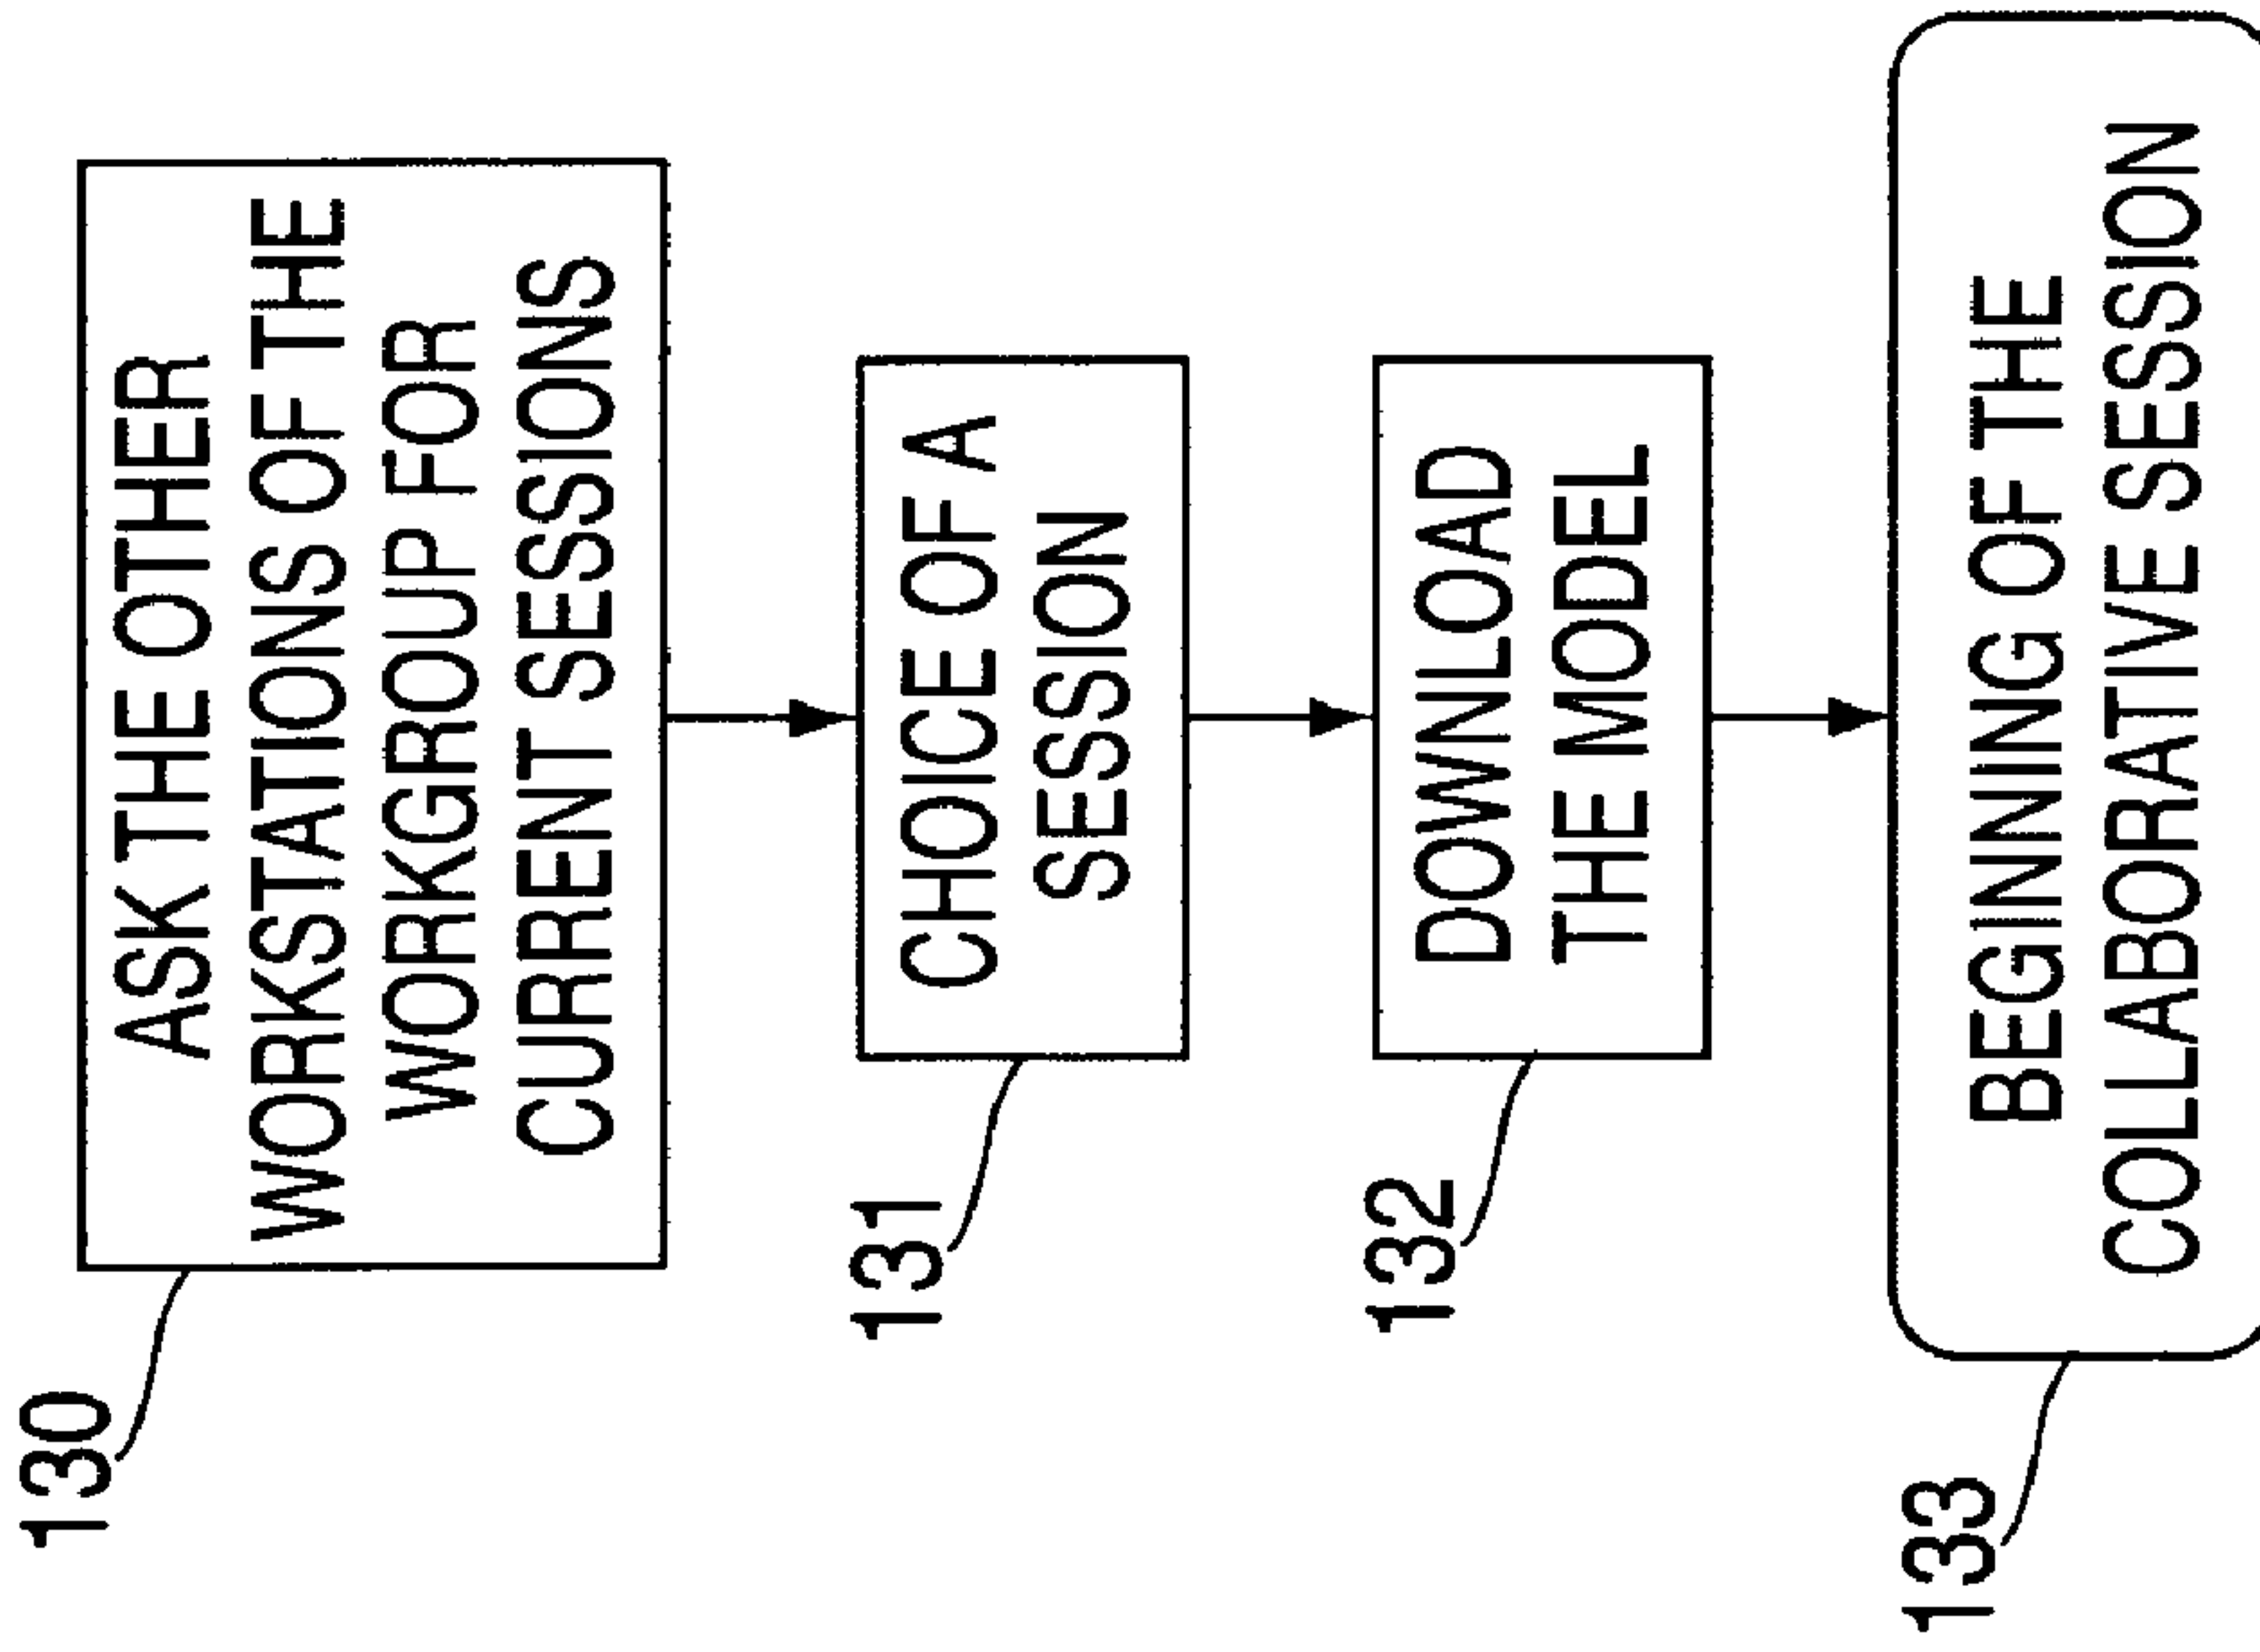 130
ASK THE OTHER
WORKSTATIONS OF THE
WORKGROUP FOR
CURRENT SESSIONS
131
CHOICE OF A
SESSION
132
DOWNLOAD
THE MODEL
133
BEGINNING OF THE
COLLABORATIVE SESSION